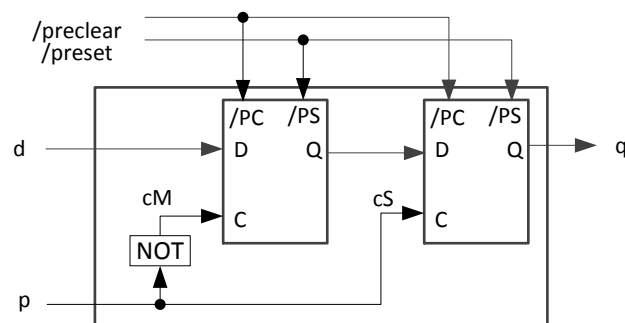 /preclear
/preset
/PC /PS
/PC /PS
d
D Q
D Q
q
cM
cS
C
C
NOT
p